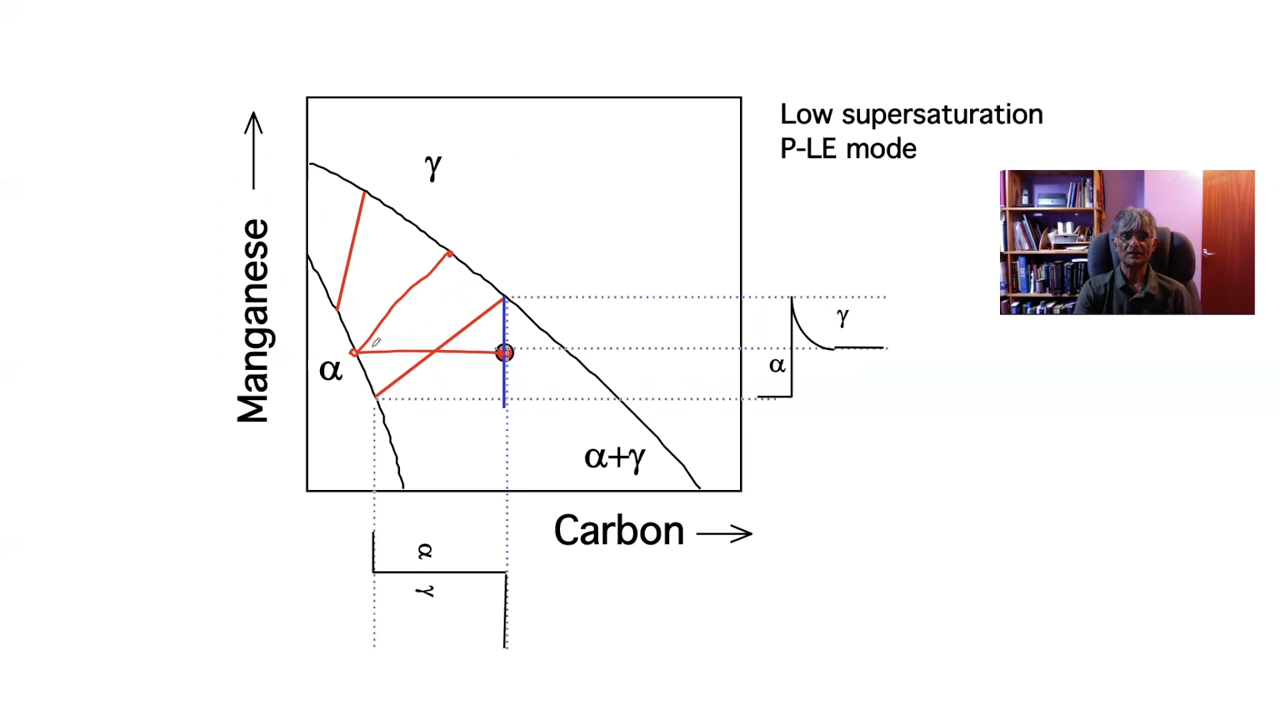 Low supersaturation
P-LE mode
γ
Manganese
α
α+γ
γ
α
Carbon
α
γ